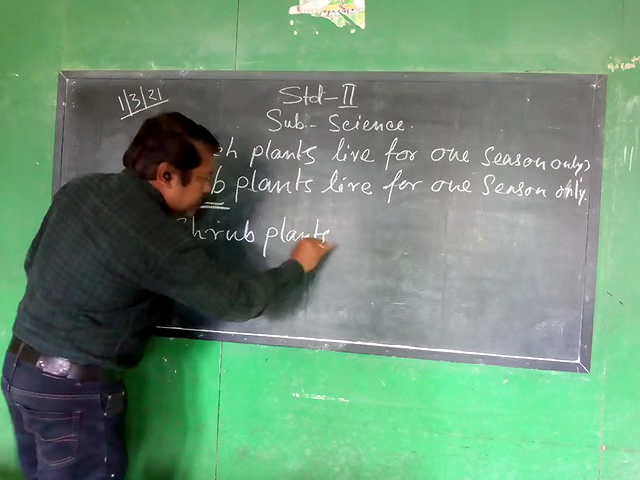 1/3/21
Std-II
Sub- Science.
plants live for one Season only?
plants live for one Season only.
Shrub plants